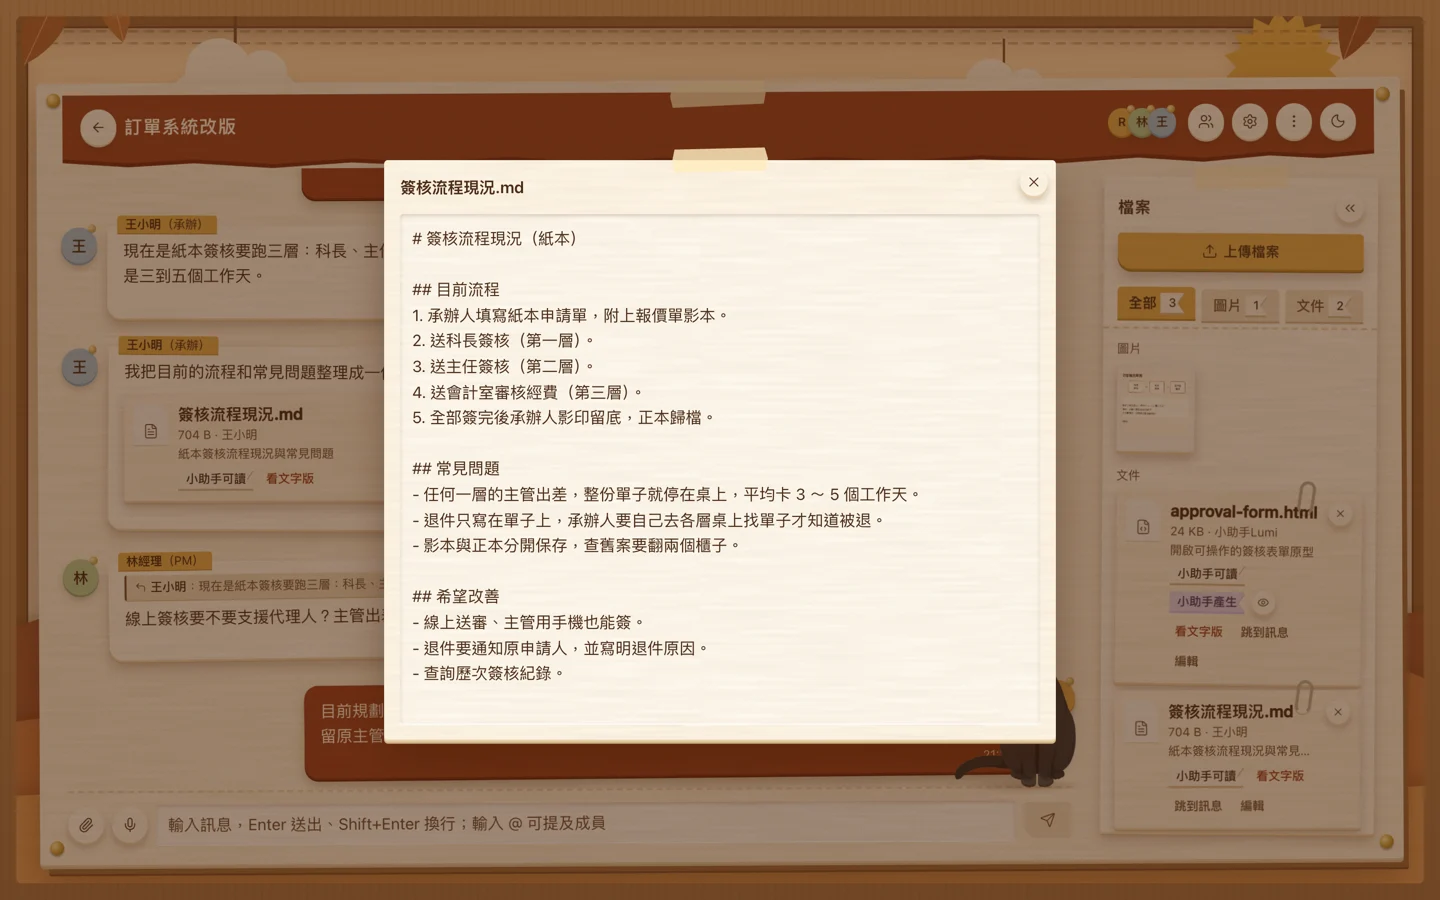 訂單系統改版
R 林 王
簽核流程現況.md
# 簽核流程現況（紙本）
## 目前流程
1. 承辦人填寫紙本申請單，附上報價單影本。
2. 送科長簽核（第一層）。
3. 送主任簽核（第二層）。
4. 送會計室審核經費（第三層）。
5. 全部簽完後承辦人影印留底，正本歸檔。
## 常見問題
- 任何一層的主管出差，整份單子就停在桌上，平均卡 3 ～ 5 個工作天。
- 退件只寫在單子上，承辦人要自己去各層桌上找單子才知道被退。
- 影本與正本分開保存，查舊案要翻兩個櫃子。
## 希望改善
- 線上送審、主管用手機也能簽。
- 退件要通知原申請人，並寫明退件原因。
- 查詢歷次簽核紀錄。
王
王小明（承辦）
現在是紙本簽核要跑三層：科長、主
是三到五個工作天。
王
王小明（承辦）
我把目前的流程和常見問題整理成一
簽核流程現況.md
704 B · 王小明
紙本簽核流程現況與常見問題
小助手可讀
看文字版
林
林經理（PM）
王小明：現在是紙本簽核要跑三層：科長、
線上簽核要不要支援代理人？主管出
目前規劃
留原主管
輸入訊息，Enter 送出、Shift+Enter 換行；輸入 @ 可提及成員
檔案
上傳檔案
全部 3
圖片 1
文件 2
圖片
文件
approval-form.html
24 KB · 小助手Lumi
開啟可操作的簽核表單原型
小助手可讀
小助手產生
看文字版 跳到訊息
編輯
簽核流程現況.md
704 B · 王小明
紙本簽核流程現況與常見...
小助手可讀 看文字版
跳到訊息 編輯